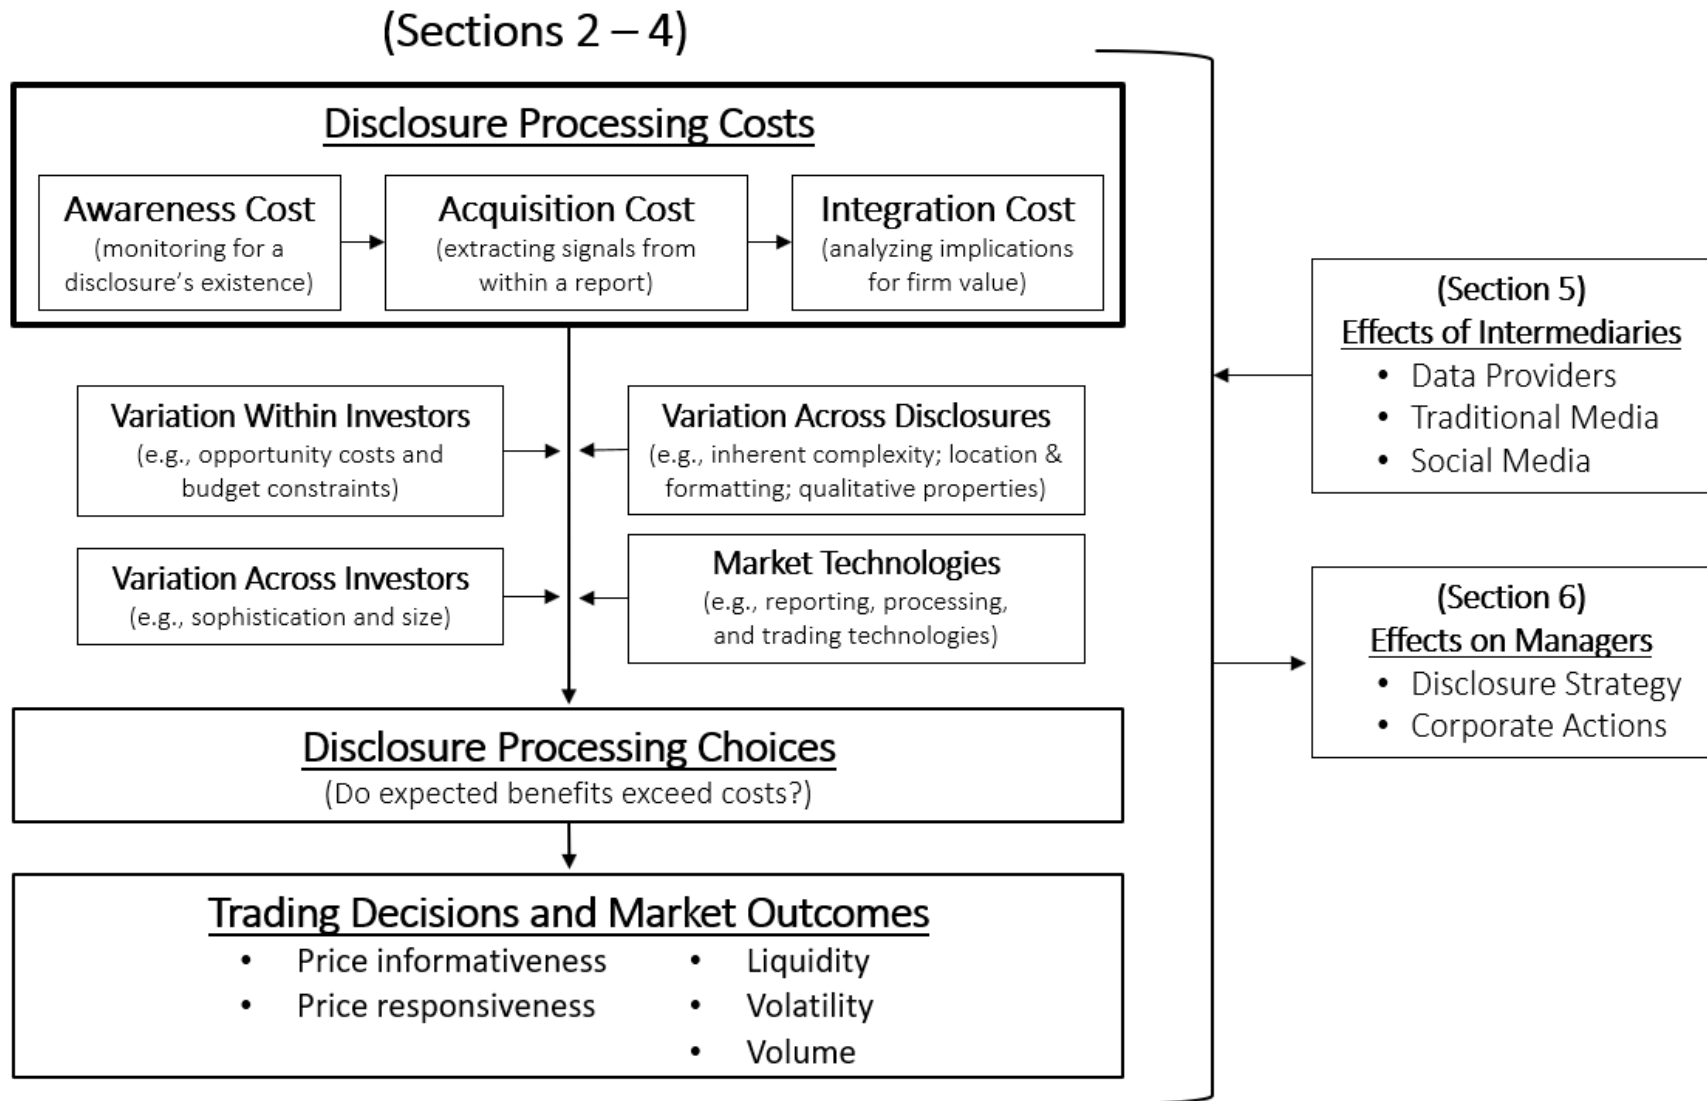 (Sections 2 – 4)
Disclosure Processing Costs
Awareness Cost
(monitoring for a
disclosure's existence)
Acquisition Cost
(extracting signals from
within a report)
Integration Cost
(analyzing implications
for firm value)
Variation Within Investors
(e.g., opportunity costs and
budget constraints)
Variation Across Disclosures
(e.g., inherent complexity; location &
formatting; qualitative properties)
Variation Across Investors
(e.g., sophistication and size)
Market Technologies
(e.g., reporting, processing,
and trading technologies)
Disclosure Processing Choices
(Do expected benefits exceed costs?)
Trading Decisions and Market Outcomes
• Price informativeness
• Price responsiveness
• Liquidity
• Volatility
• Volume
(Section 5)
Effects of Intermediaries
• Data Providers
• Traditional Media
• Social Media
(Section 6)
Effects on Managers
• Disclosure Strategy
• Corporate Actions